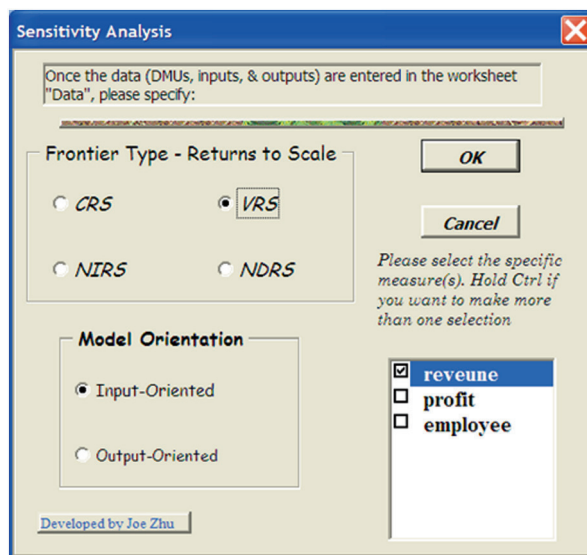 Sensitivity Analysis
Once the data (DMUs, inputs, & outputs) are entered in the worksheet
"Data", please specify:
Frontier Type - Returns to Scale
CRS
VRS
NIRS
NDRS
OK
Cancel
Please select the specific
measure(s). Hold Ctrl if
you want to make more
than one selection
Model Orientation
Input-Oriented
Output-Oriented
reveune
profit
employee
Developed by Joe Zhu